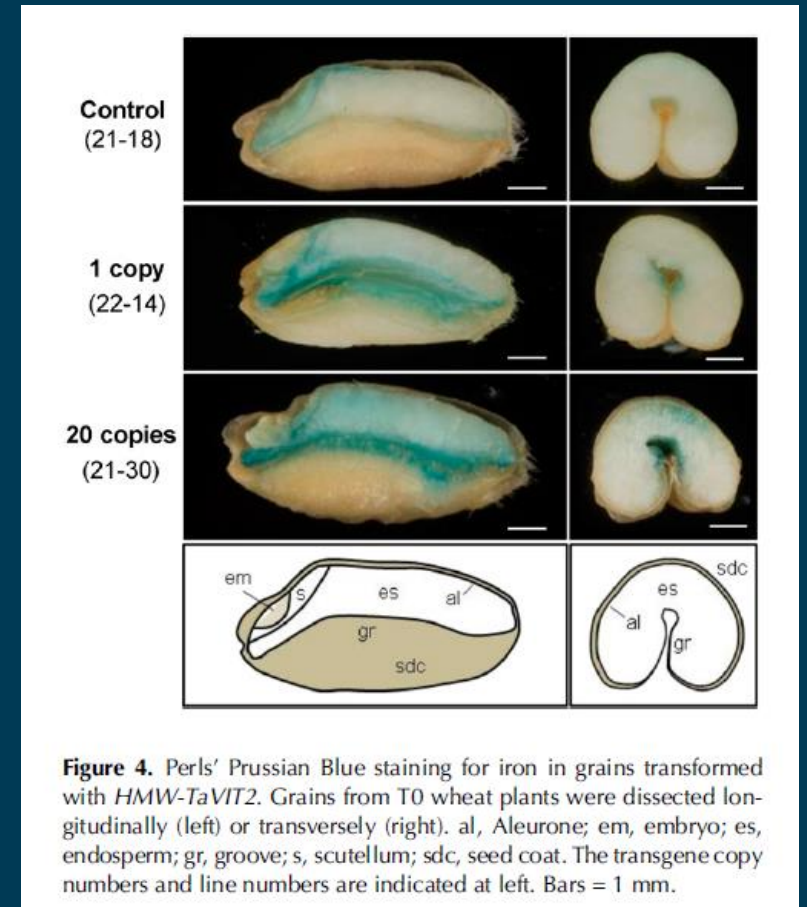 Control
(21-18)
1 copy
(22-14)
20 copies
(21-30)
em
s
es
al
gr
sdc
sdc
es
al
gr
Figure 4. Perls' Prussian Blue staining for iron in grains transformed
with HMW-TaVIT2. Grains from T0 wheat plants were dissected lon-
gitudinally (left) or transversely (right). al, Aleurone; em, embryo; es,
endosperm; gr, groove; s, scutellum; sdc, seed coat. The transgene copy
numbers and line numbers are indicated at left. Bars = 1 mm.